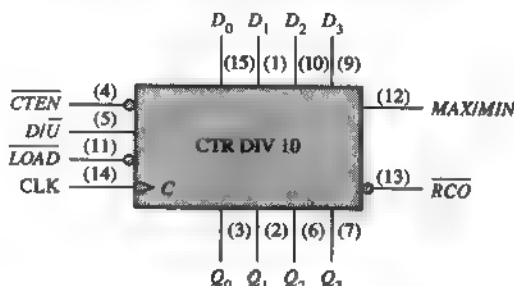 D0 D1 D2 D3
(15) (1) (10) (9)
CTEN (4)
D/U (5)
LOAD (11)
CLK (14)
C
CTR DIV 10
(12) MAX/MIN
(13) RCO
(3) (2) (6) (7)
Q0 Q1 Q2 Q3